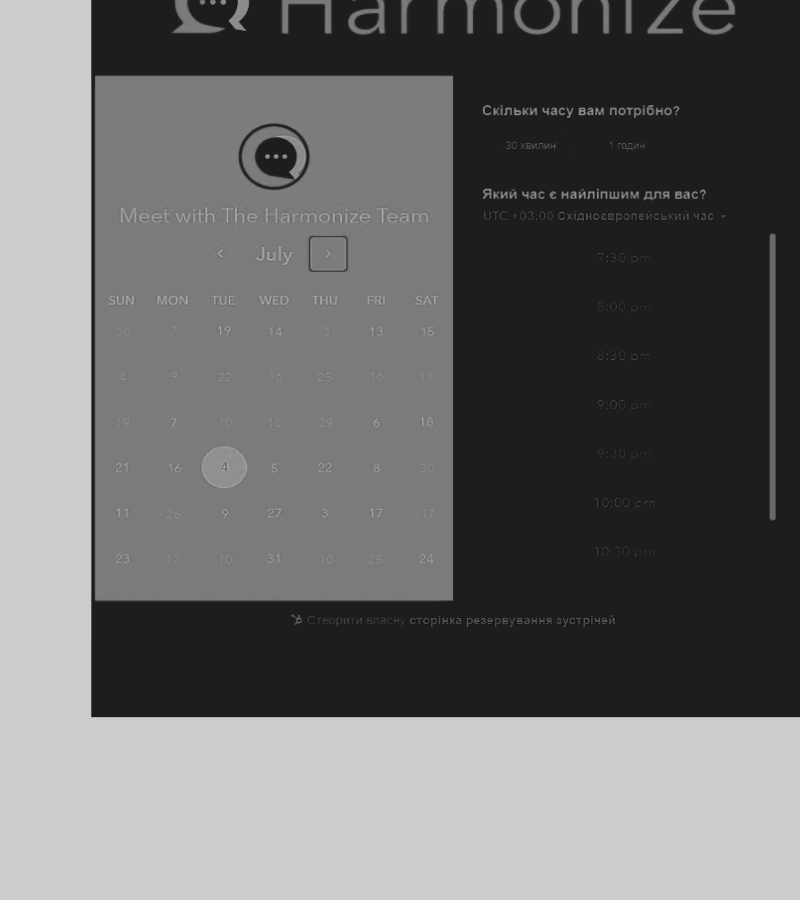 Harmonize
Meet with The Harmonize Team
July
SUN MON TUE WED THU FRI SAT
30 7 19 14 3 13 15
4 9 22 16 25 16 11
19 7 10 18 29 6 18
21 16 4 5 22 8 30
11 26 9 27 3 17 17
23 12 10 31 10 25 24
Скільки часу вам потрібно?
30 хвилин 1 годин
Який час є найліпшим для вас?
UTC +03:00 Східноєвропейський час
7:30 pm
8:00 pm
8:30 pm
9:00 pm
9:30 pm
10:00 pm
10:30 pm
Створити власну сторінка резервування зустрічей